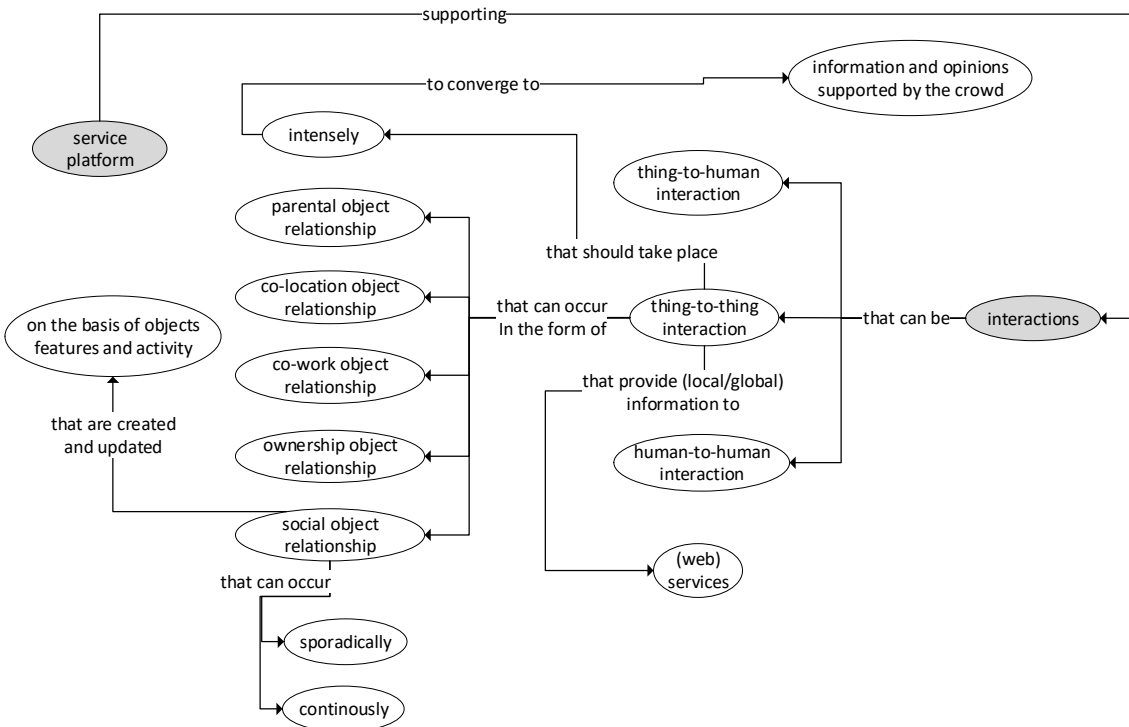 supporting
information and opinions
supported by the crowd
to converge to
service
platform
intensely
thing-to-human
interaction
parental object
relationship
that should take place
co-location object
relationship
that can occur
In the form of
thing-to-thing
interaction
that can be
interactions
on the basis of objects
features and activity
co-work object
relationship
that provide (local/global)
information to
that are created
and updated
ownership object
relationship
human-to-human
interaction
social object
relationship
(web)
services
that can occur
sporadically
continously